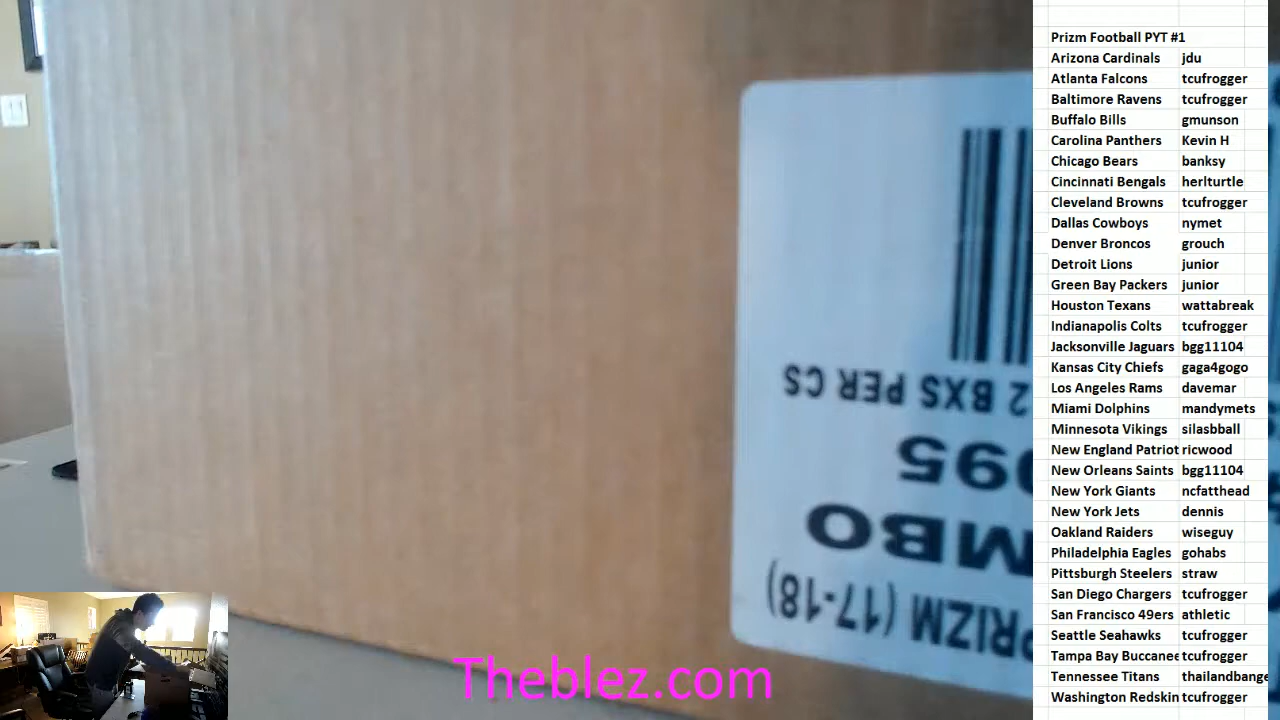 Prizm Football PYT #1
Arizona Cardinals jdu
Atlanta Falcons tcufrogger
Baltimore Ravens tcufrogger
Buffalo Bills gmunson
Carolina Panthers Kevin H
Chicago Bears banksy
Cincinnati Bengals herlturtle
Cleveland Browns tcufrogger
Dallas Cowboys nymet
Denver Broncos grouch
Detroit Lions junior
Green Bay Packers junior
Houston Texans wattabreak
Indianapolis Colts tcufrogger
Jacksonville Jaguars bgg11104
Kansas City Chiefs gaga4gogo
Los Angeles Rams davemar
Miami Dolphins mandymets
Minnesota Vikings silasbball
New England Patriot ricwood
New Orleans Saints bgg11104
New York Giants ncfatthead
New York Jets dennis
Oakland Raiders wiseguy
Philadelphia Eagles gohabs
Pittsburgh Steelers straw
San Diego Chargers tcufrogger
San Francisco 49ers athletic
Seattle Seahawks tcufrogger
Tampa Bay Buccanee tcufrogger
Tennessee Titans thailandbange
Washington Redskin tcufrogger
RIZM (17-18)
MBO
095
2 BXS PER CS
Theblez.com